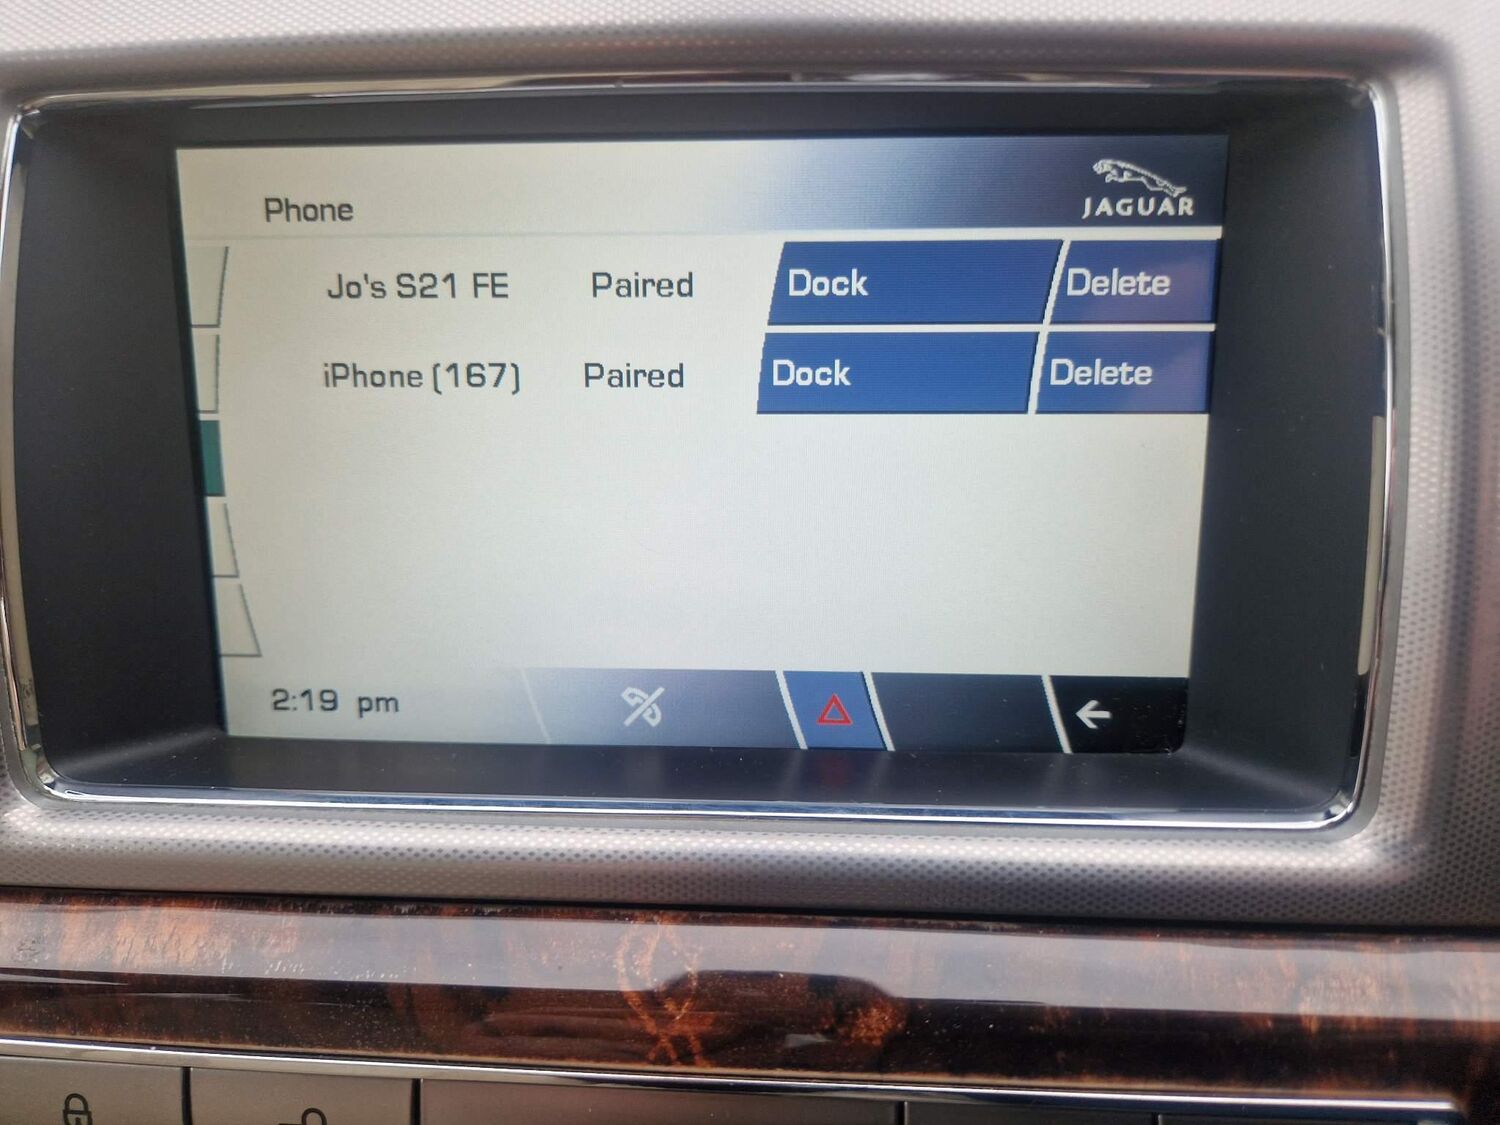 JAGUAR
Phone
Jo's S21 FE Paired Dock Delete
iPhone (167) Paired Dock Delete
2:19 pm